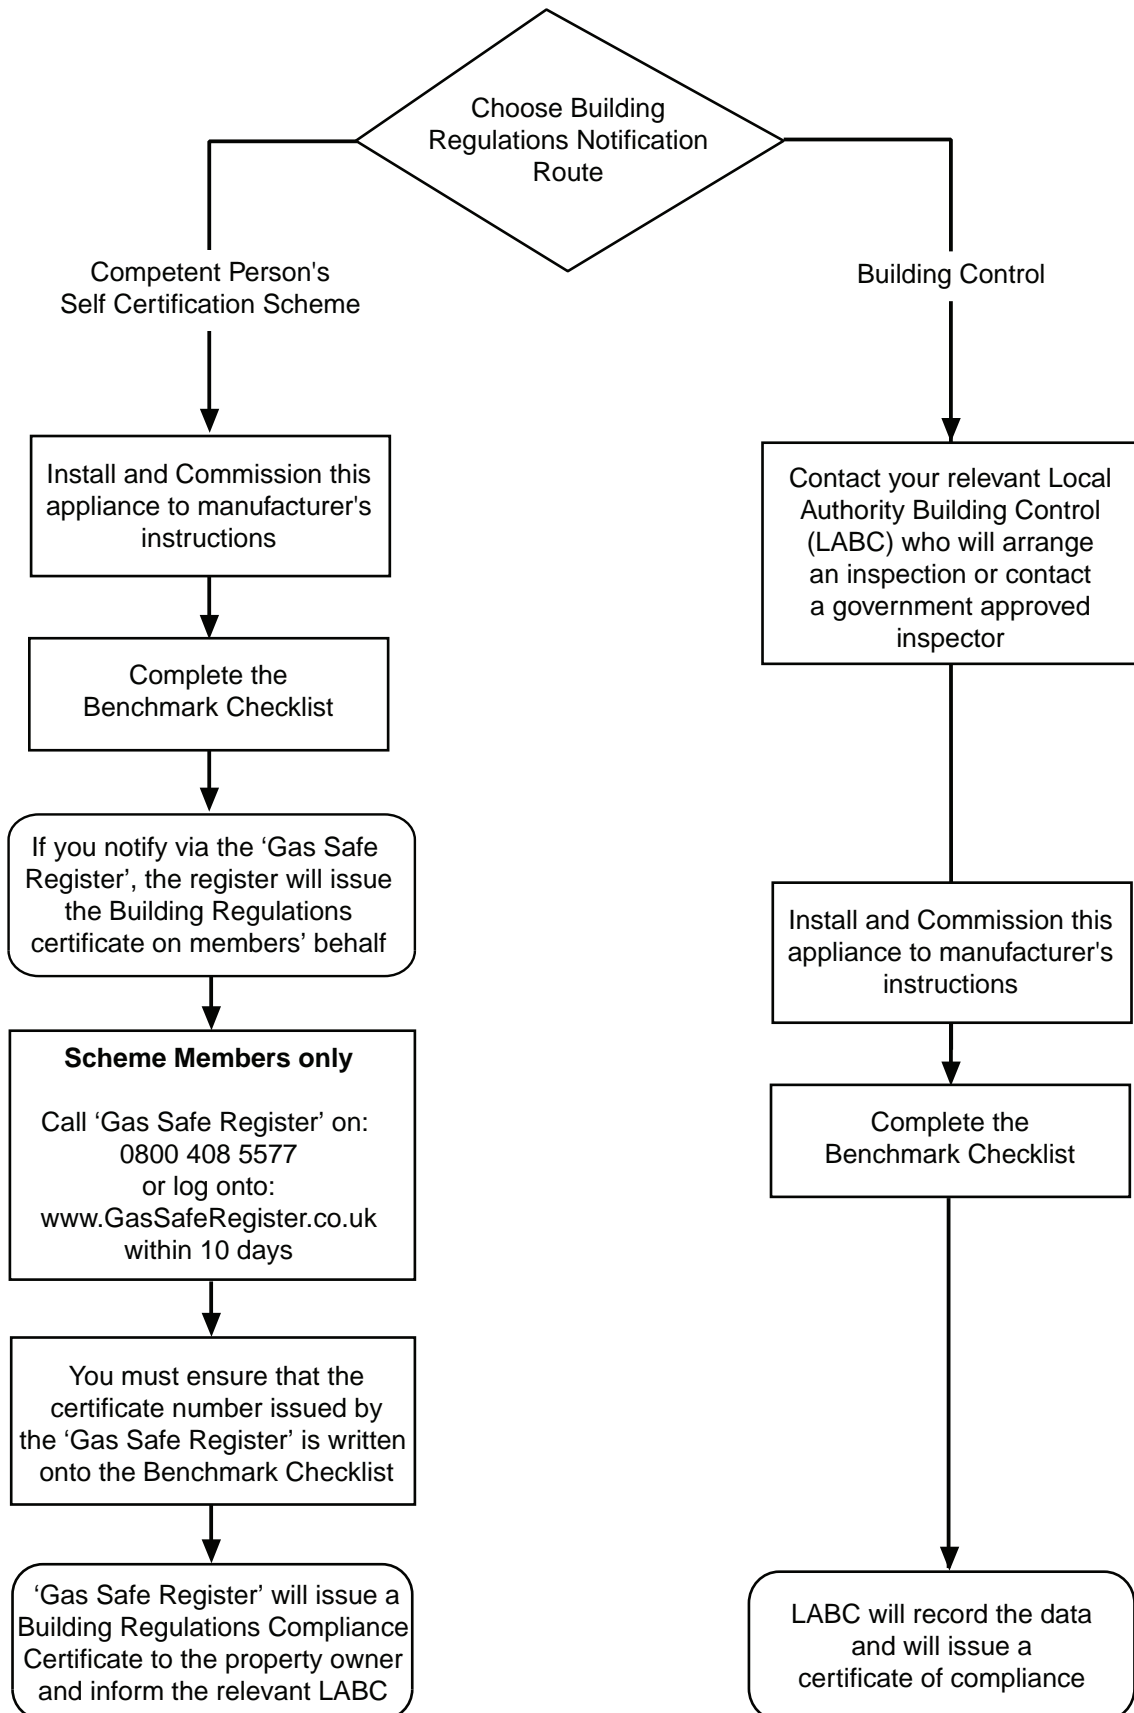 Choose Building
Regulations Notification
Route
Competent Person's
Self Certification Scheme
Building Control
Install and Commission this
appliance to manufacturer's
instructions
Complete the
Benchmark Checklist
If you notify via the ‘Gas Safe
Register’, the register will issue
the Building Regulations
certificate on members’ behalf
Scheme Members only
Call ‘Gas Safe Register’ on:
0800 408 5577
or log onto:
www.GasSafeRegister.co.uk
within 10 days
You must ensure that the
certificate number issued by
the ‘Gas Safe Register’ is written
onto the Benchmark Checklist
‘Gas Safe Register’ will issue a
Building Regulations Compliance
Certificate to the property owner
and inform the relevant LABC
Contact your relevant Local
Authority Building Control
(LABC) who will arrange
an inspection or contact
a government approved
inspector
Install and Commission this
appliance to manufacturer's
instructions
Complete the
Benchmark Checklist
LABC will record the data
and will issue a
certificate of compliance